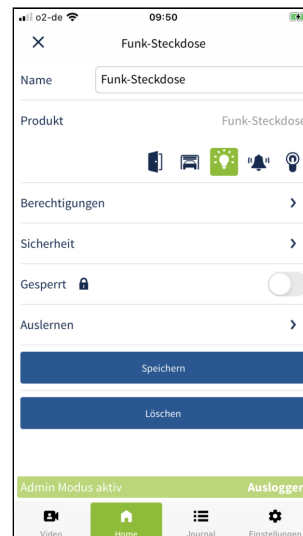 o2-de 09:50
Funk-Steckdose
Name Funk-Steckdose
Produkt Funk-Steckdose
Berechtigungen
Sicherheit
Gesperrt
Auslernen
Speichern
Löschen
Admin Modus aktiv Ausloggen
Video Home Journal Einstellungen